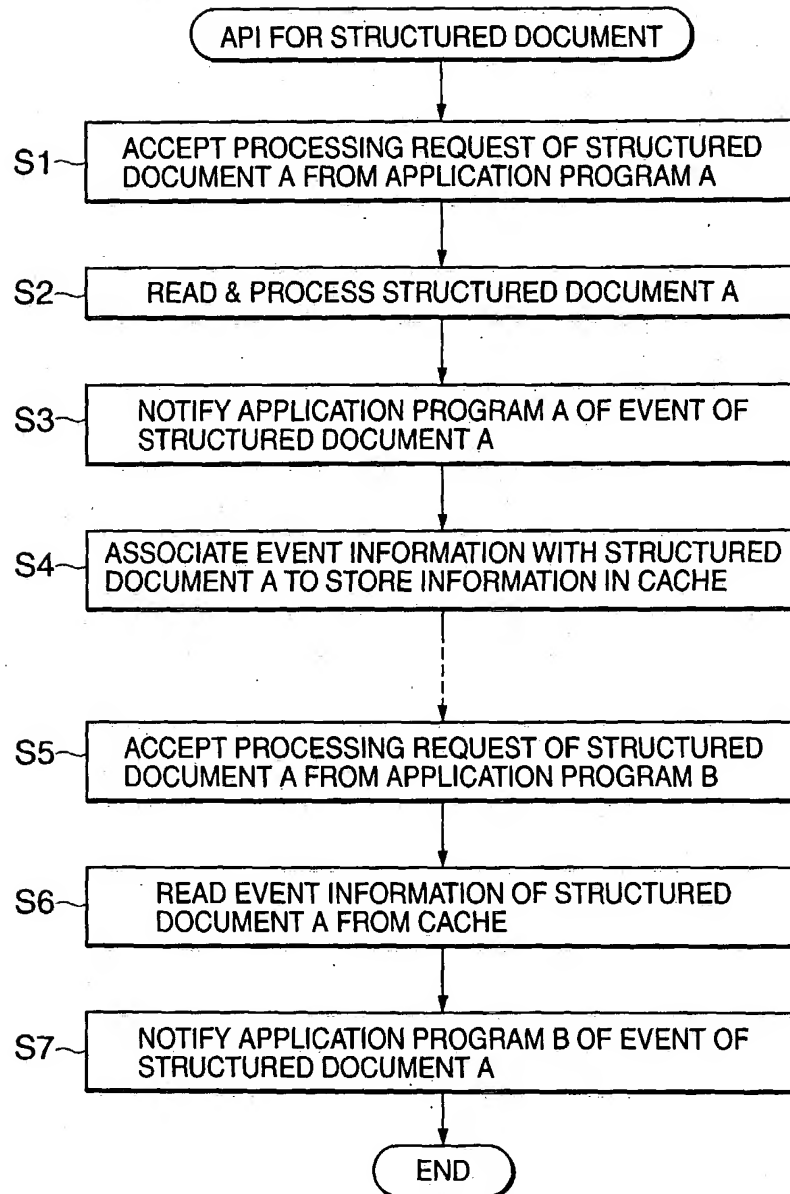 API FOR STRUCTURED DOCUMENT
S1
ACCEPT PROCESSING REQUEST OF STRUCTURED
DOCUMENT A FROM APPLICATION PROGRAM A
S2
READ & PROCESS STRUCTURED DOCUMENT A
S3
NOTIFY APPLICATION PROGRAM A OF EVENT OF
STRUCTURED DOCUMENT A
S4
ASSOCIATE EVENT INFORMATION WITH STRUCTURED
DOCUMENT A TO STORE INFORMATION IN CACHE
S5
ACCEPT PROCESSING REQUEST OF STRUCTURED
DOCUMENT A FROM APPLICATION PROGRAM B
S6
READ EVENT INFORMATION OF STRUCTURED
DOCUMENT A FROM CACHE
S7
NOTIFY APPLICATION PROGRAM B OF EVENT OF
STRUCTURED DOCUMENT A
END